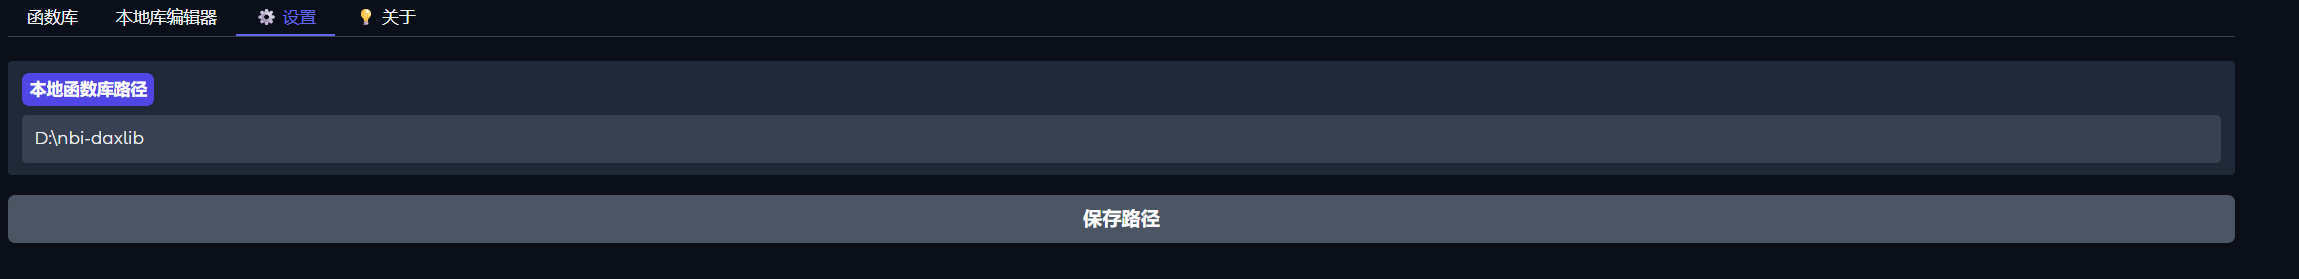 函数库 本地库编辑器 ⚙️ 设置 💡 关于
本地函数库路径
D:\nbi-daxlib
保存路径